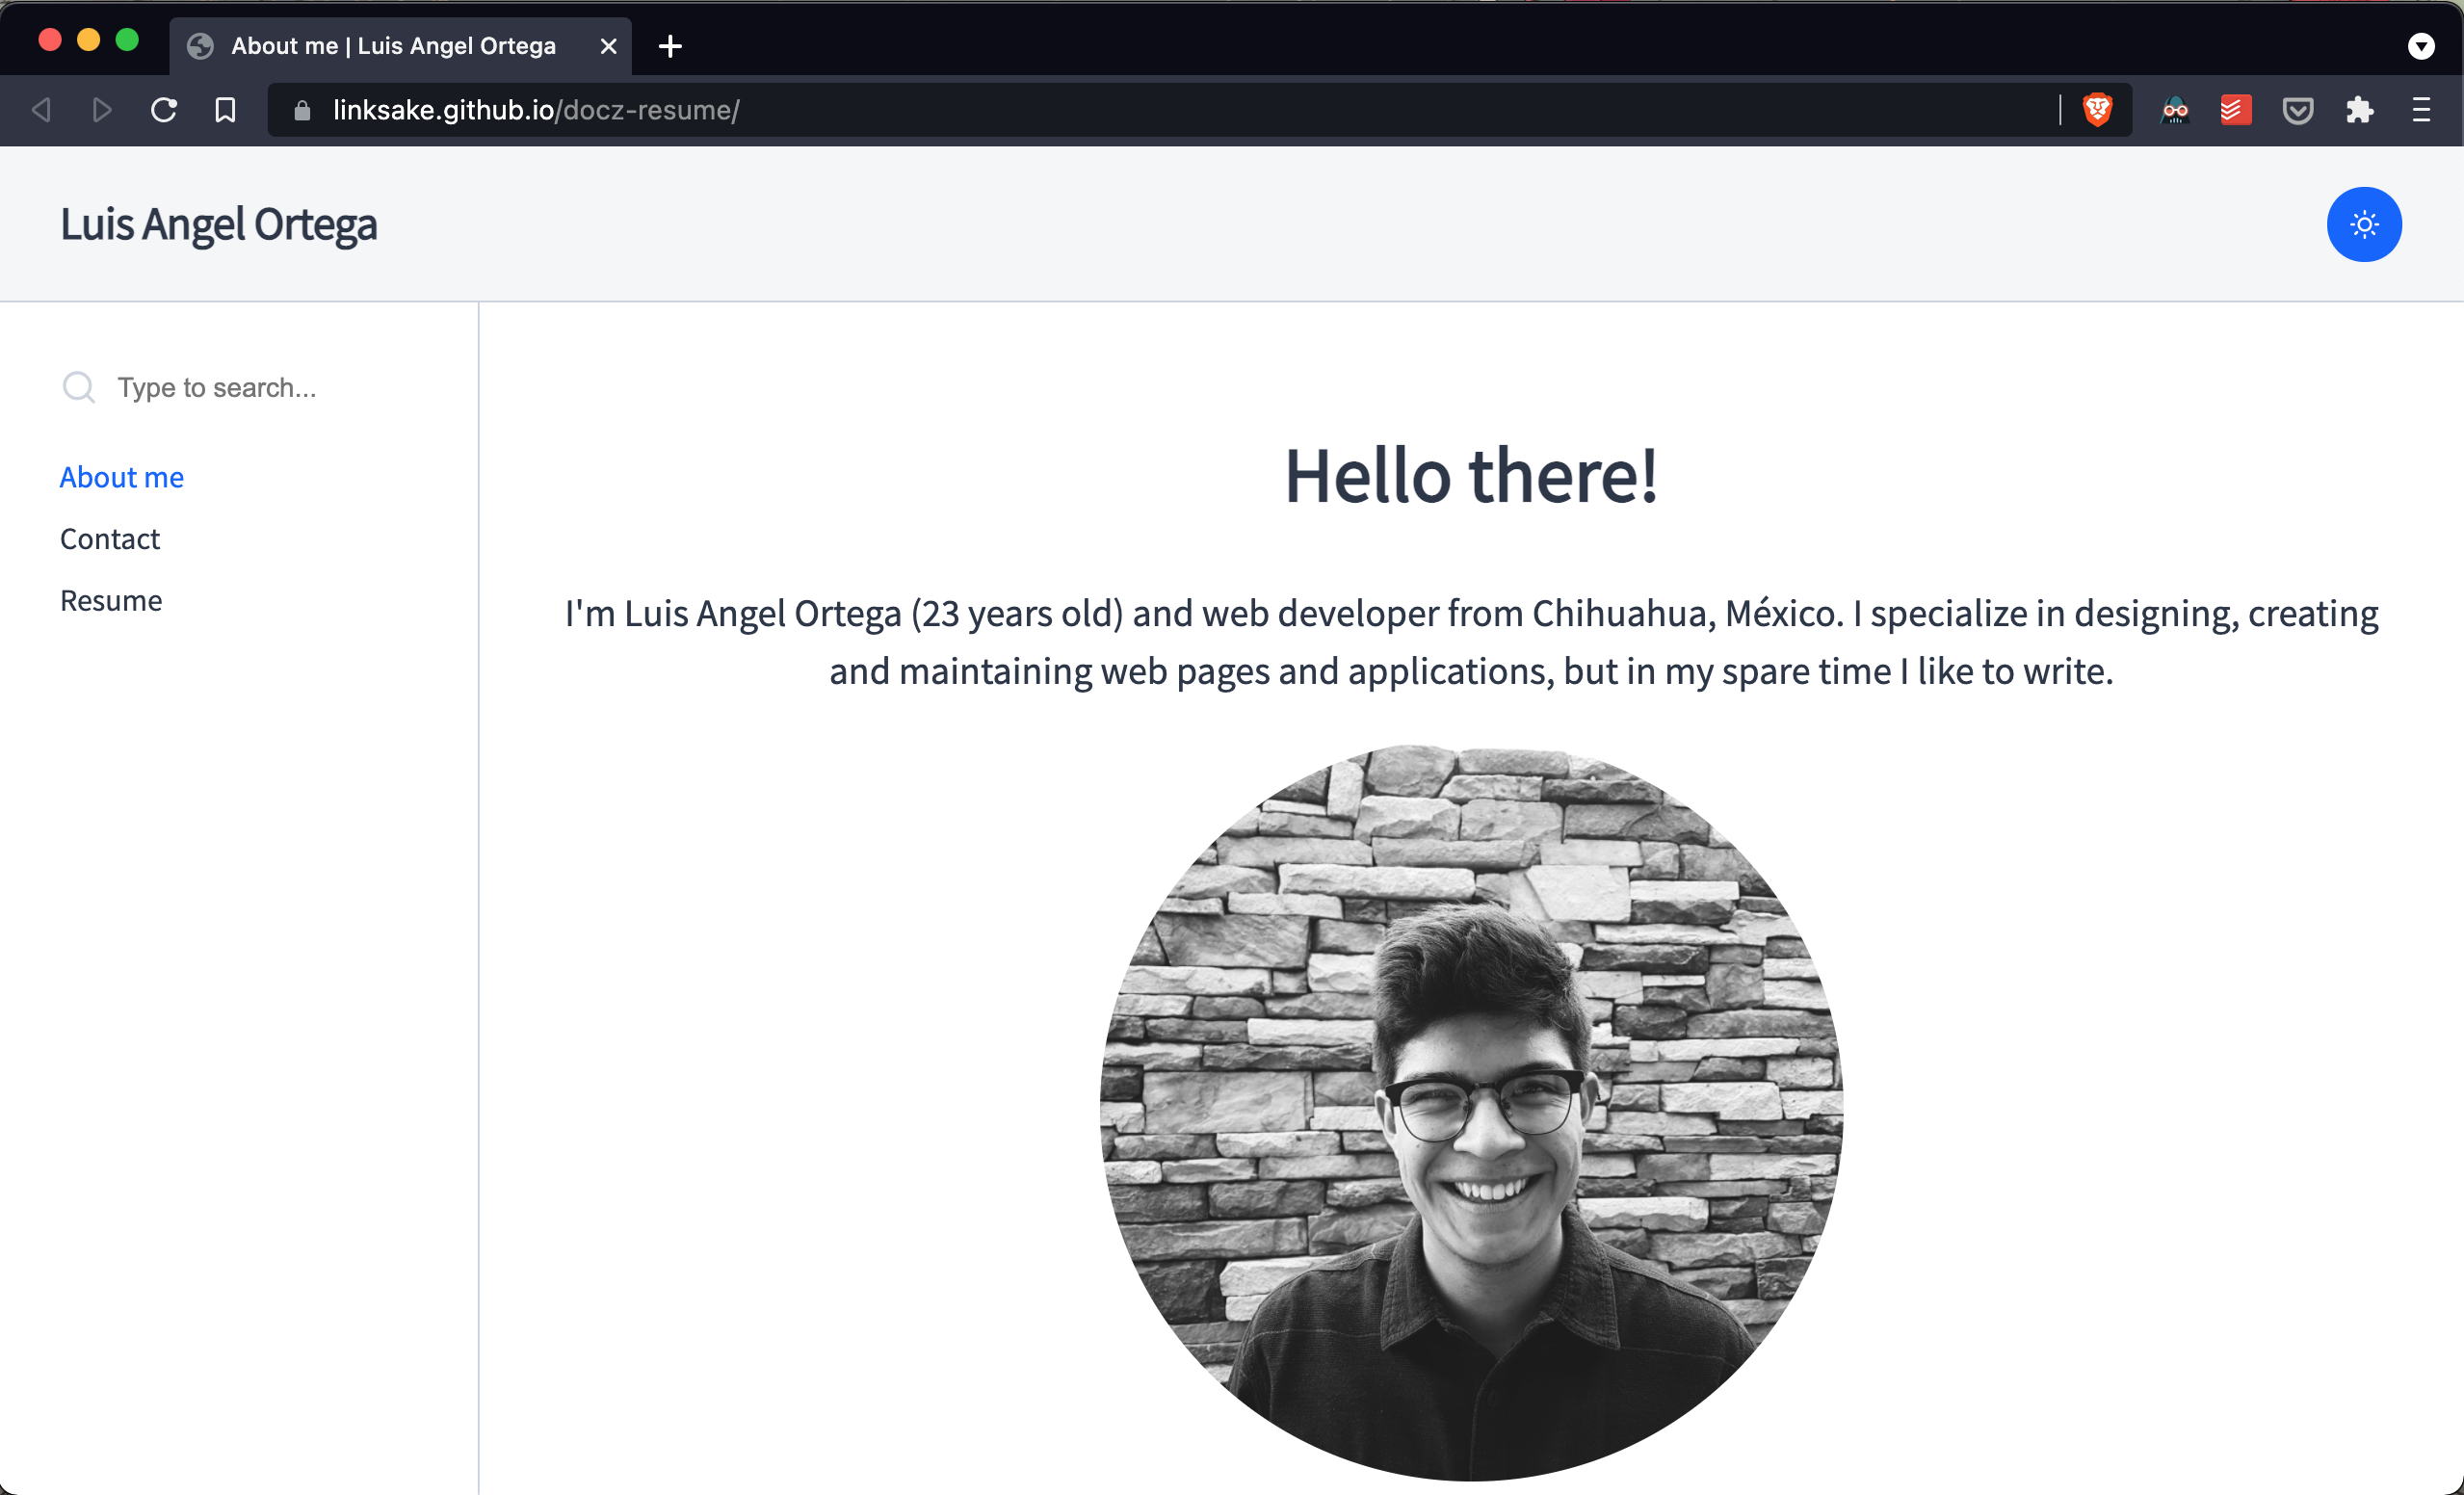 About me | Luis Angel Ortega
linksake.github.io/docz-resume/
Luis Angel Ortega
Type to search...
About me
Contact
Resume
Hello there!
I'm Luis Angel Ortega (23 years old) and web developer from Chihuahua, México. I specialize in designing, creating
and maintaining web pages and applications, but in my spare time I like to write.